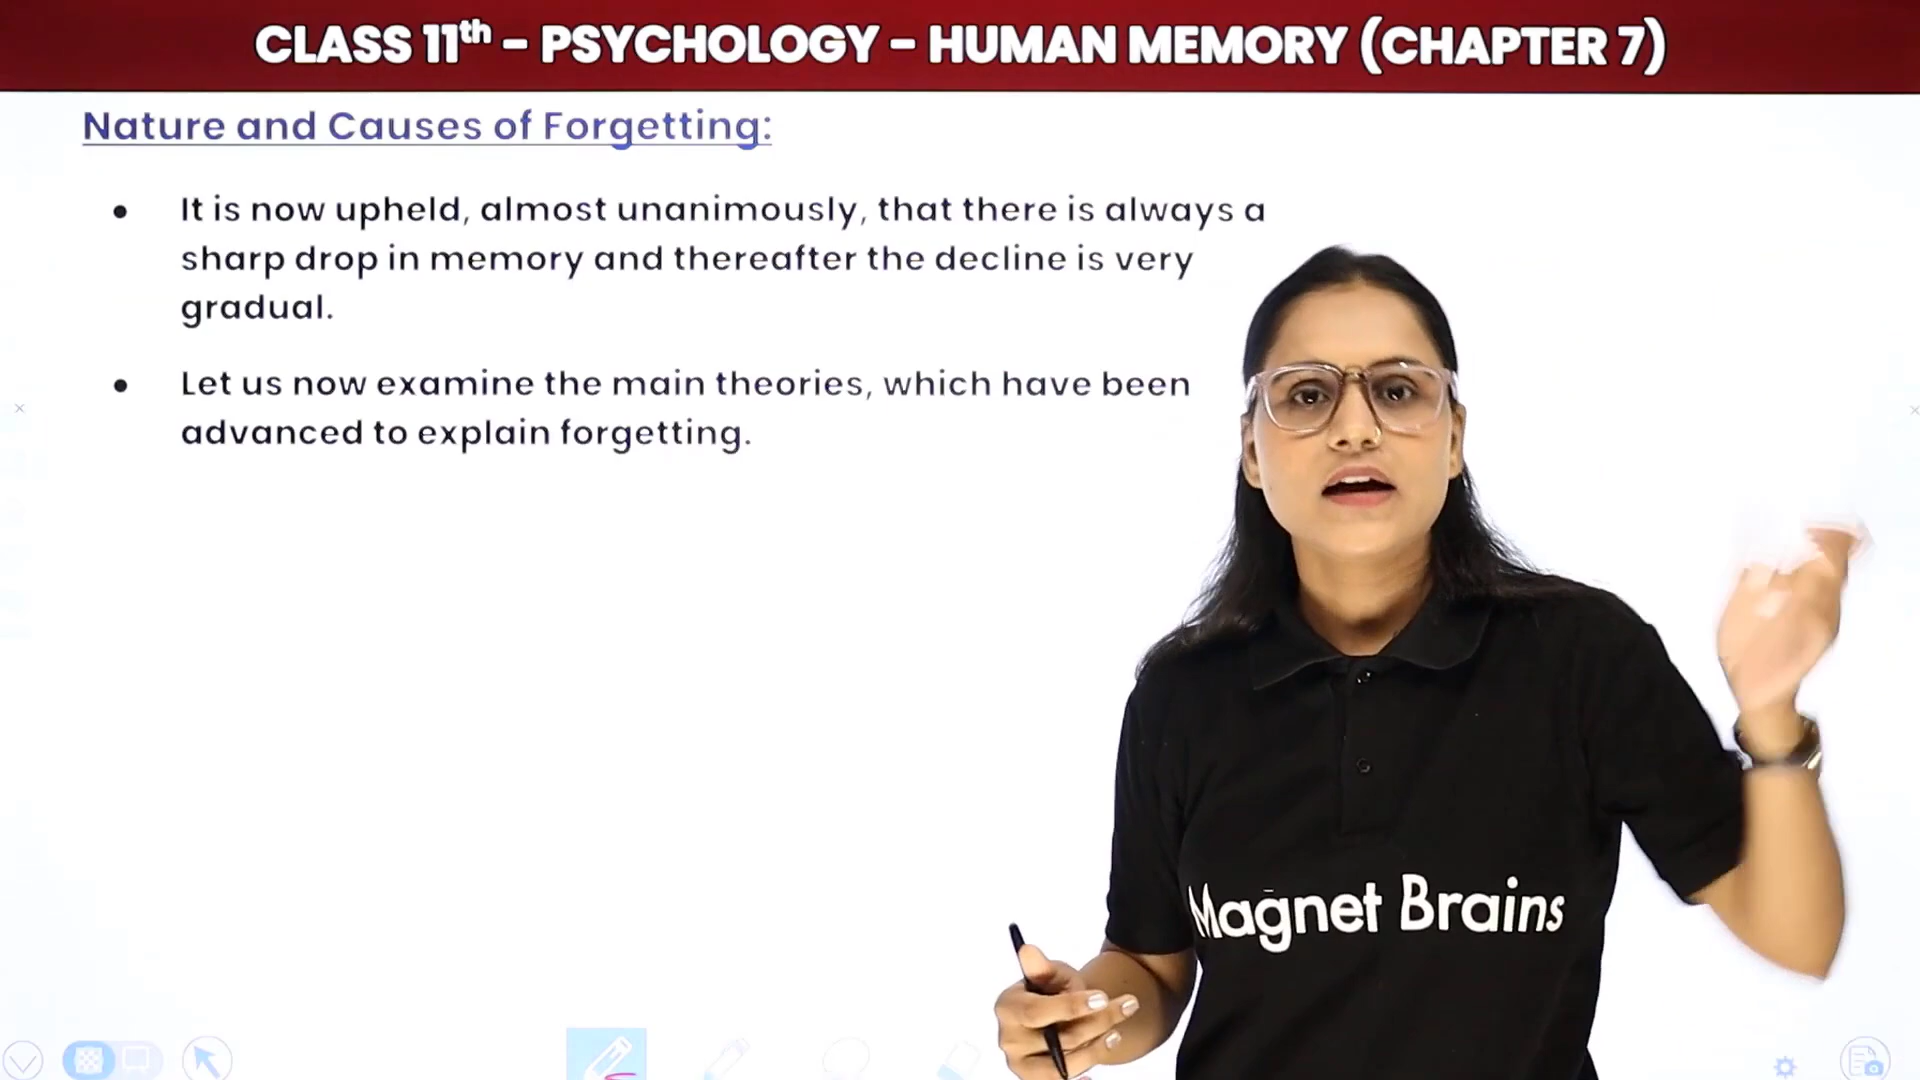 CLASS 11th – PSYCHOLOGY – HUMAN MEMORY (CHAPTER 7)
Nature and Causes of Forgetting:
• It is now upheld, almost unanimously, that there is always a
sharp drop in memory and thereafter the decline is very
gradual.
• Let us now examine the main theories, which have been
advanced to explain forgetting.
Magnet Brains